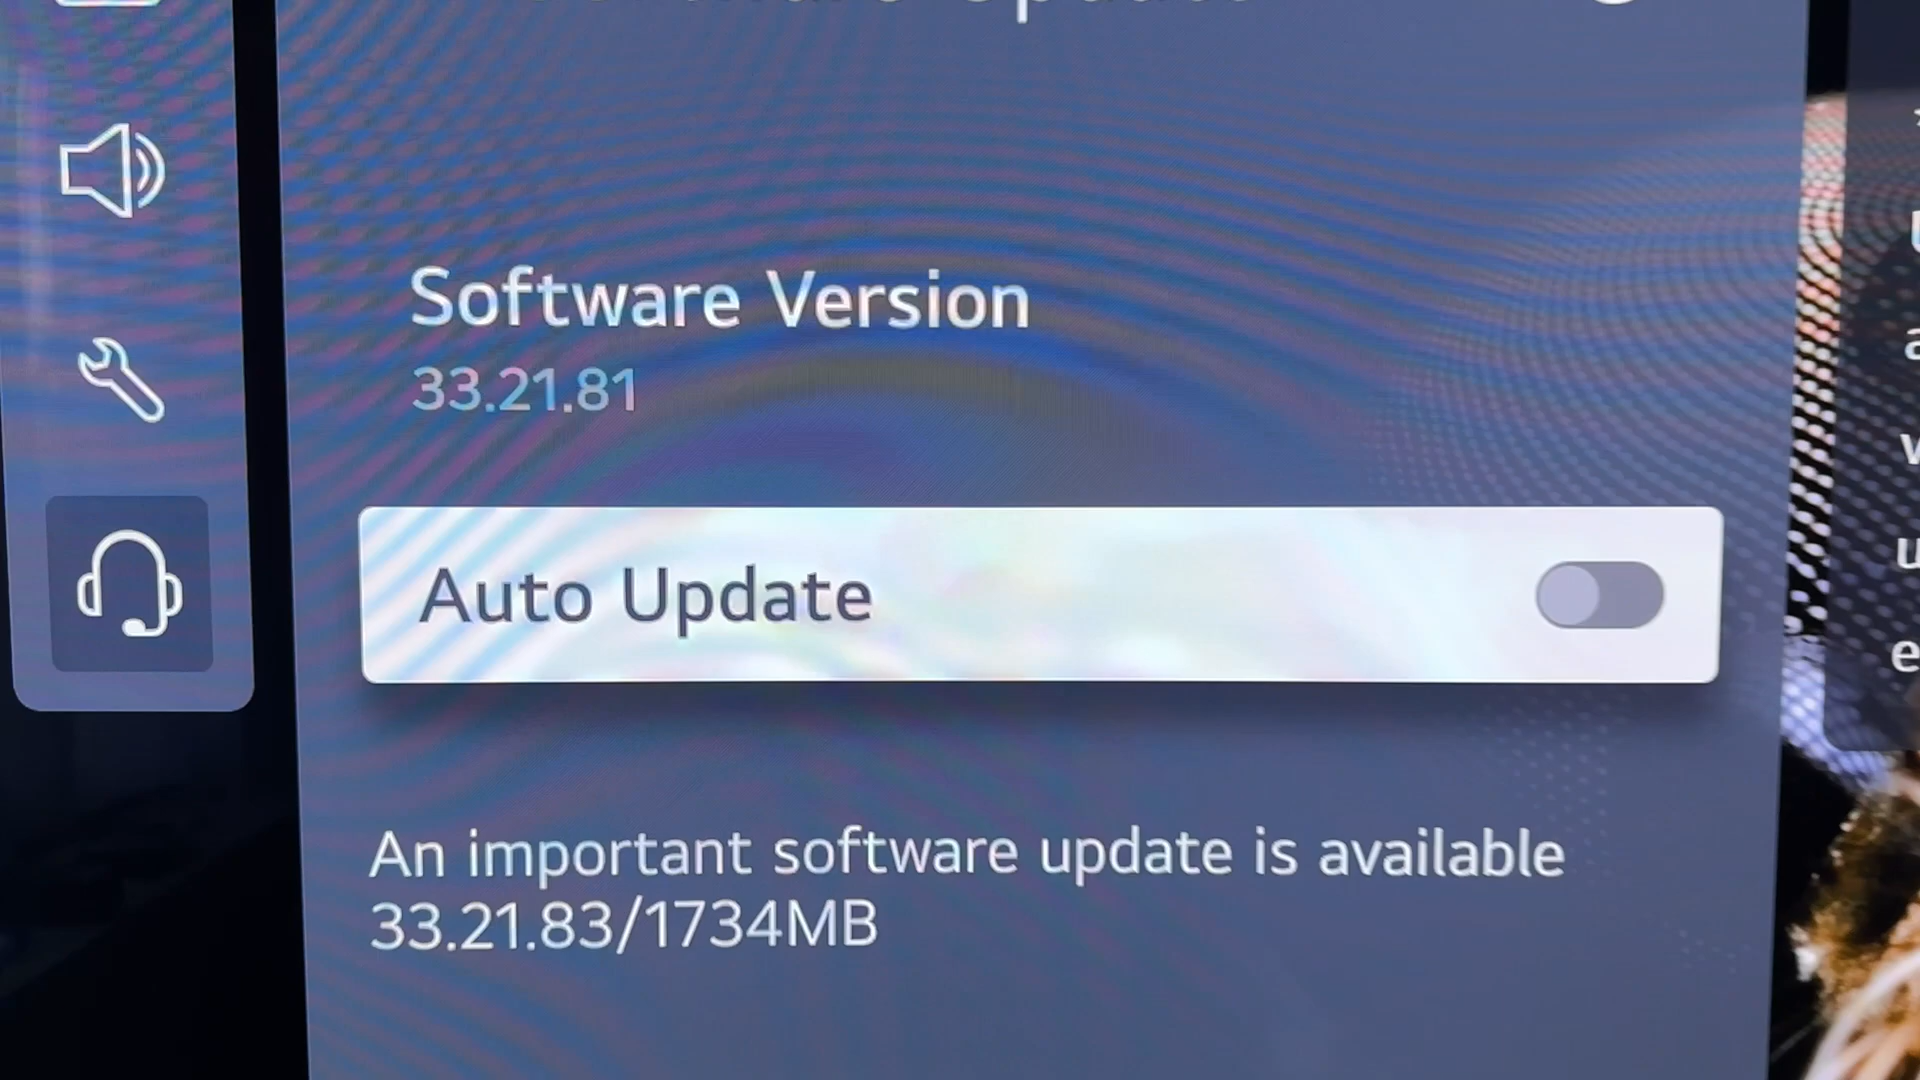 Software Version
33.21.81
Auto Update
An important software update is available
33.21.83/1734MB